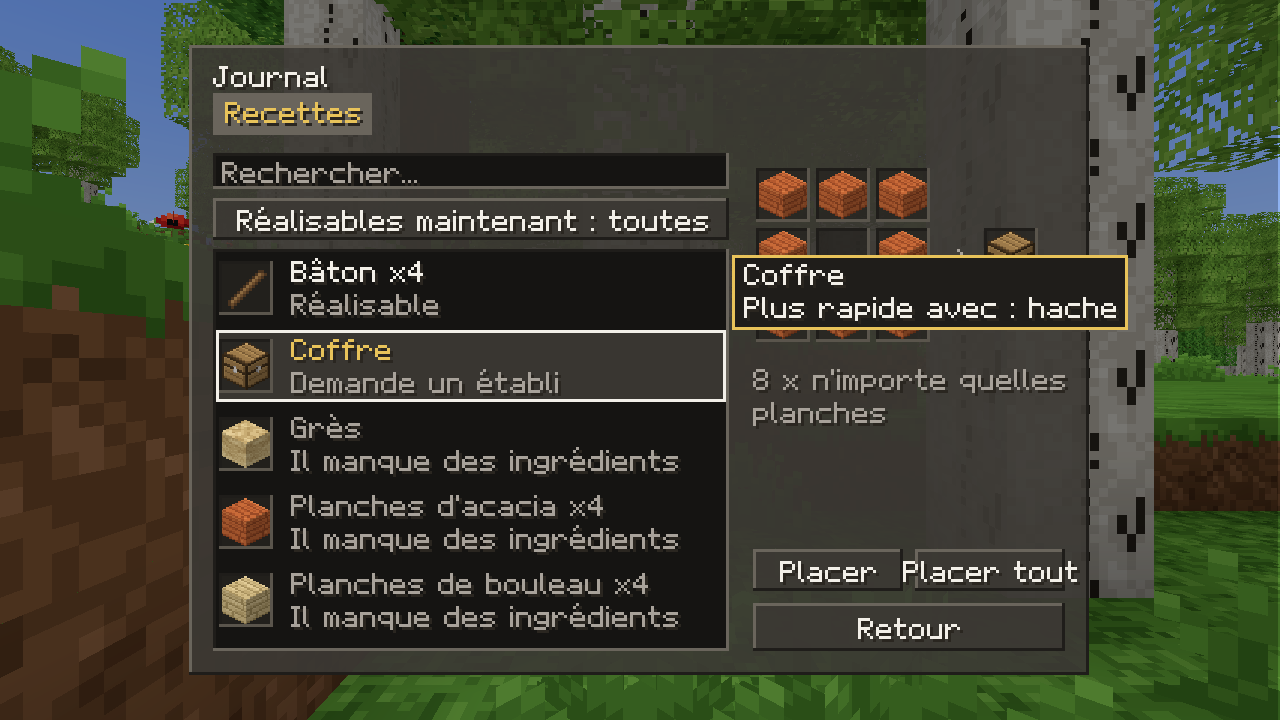 Journal
Recettes
Rechercher...
Réalisables maintenant : toutes
Bâton x4
Réalisable
Coffre
Demande un établi
Grès
Il manque des ingrédients
Planches d'acacia x4
Il manque des ingrédients
Planches de bouleau x4
Il manque des ingrédients
Coffre
Plus rapide avec : hache
8 x n'importe quelles
planches
Placer
Placer tout
Retour